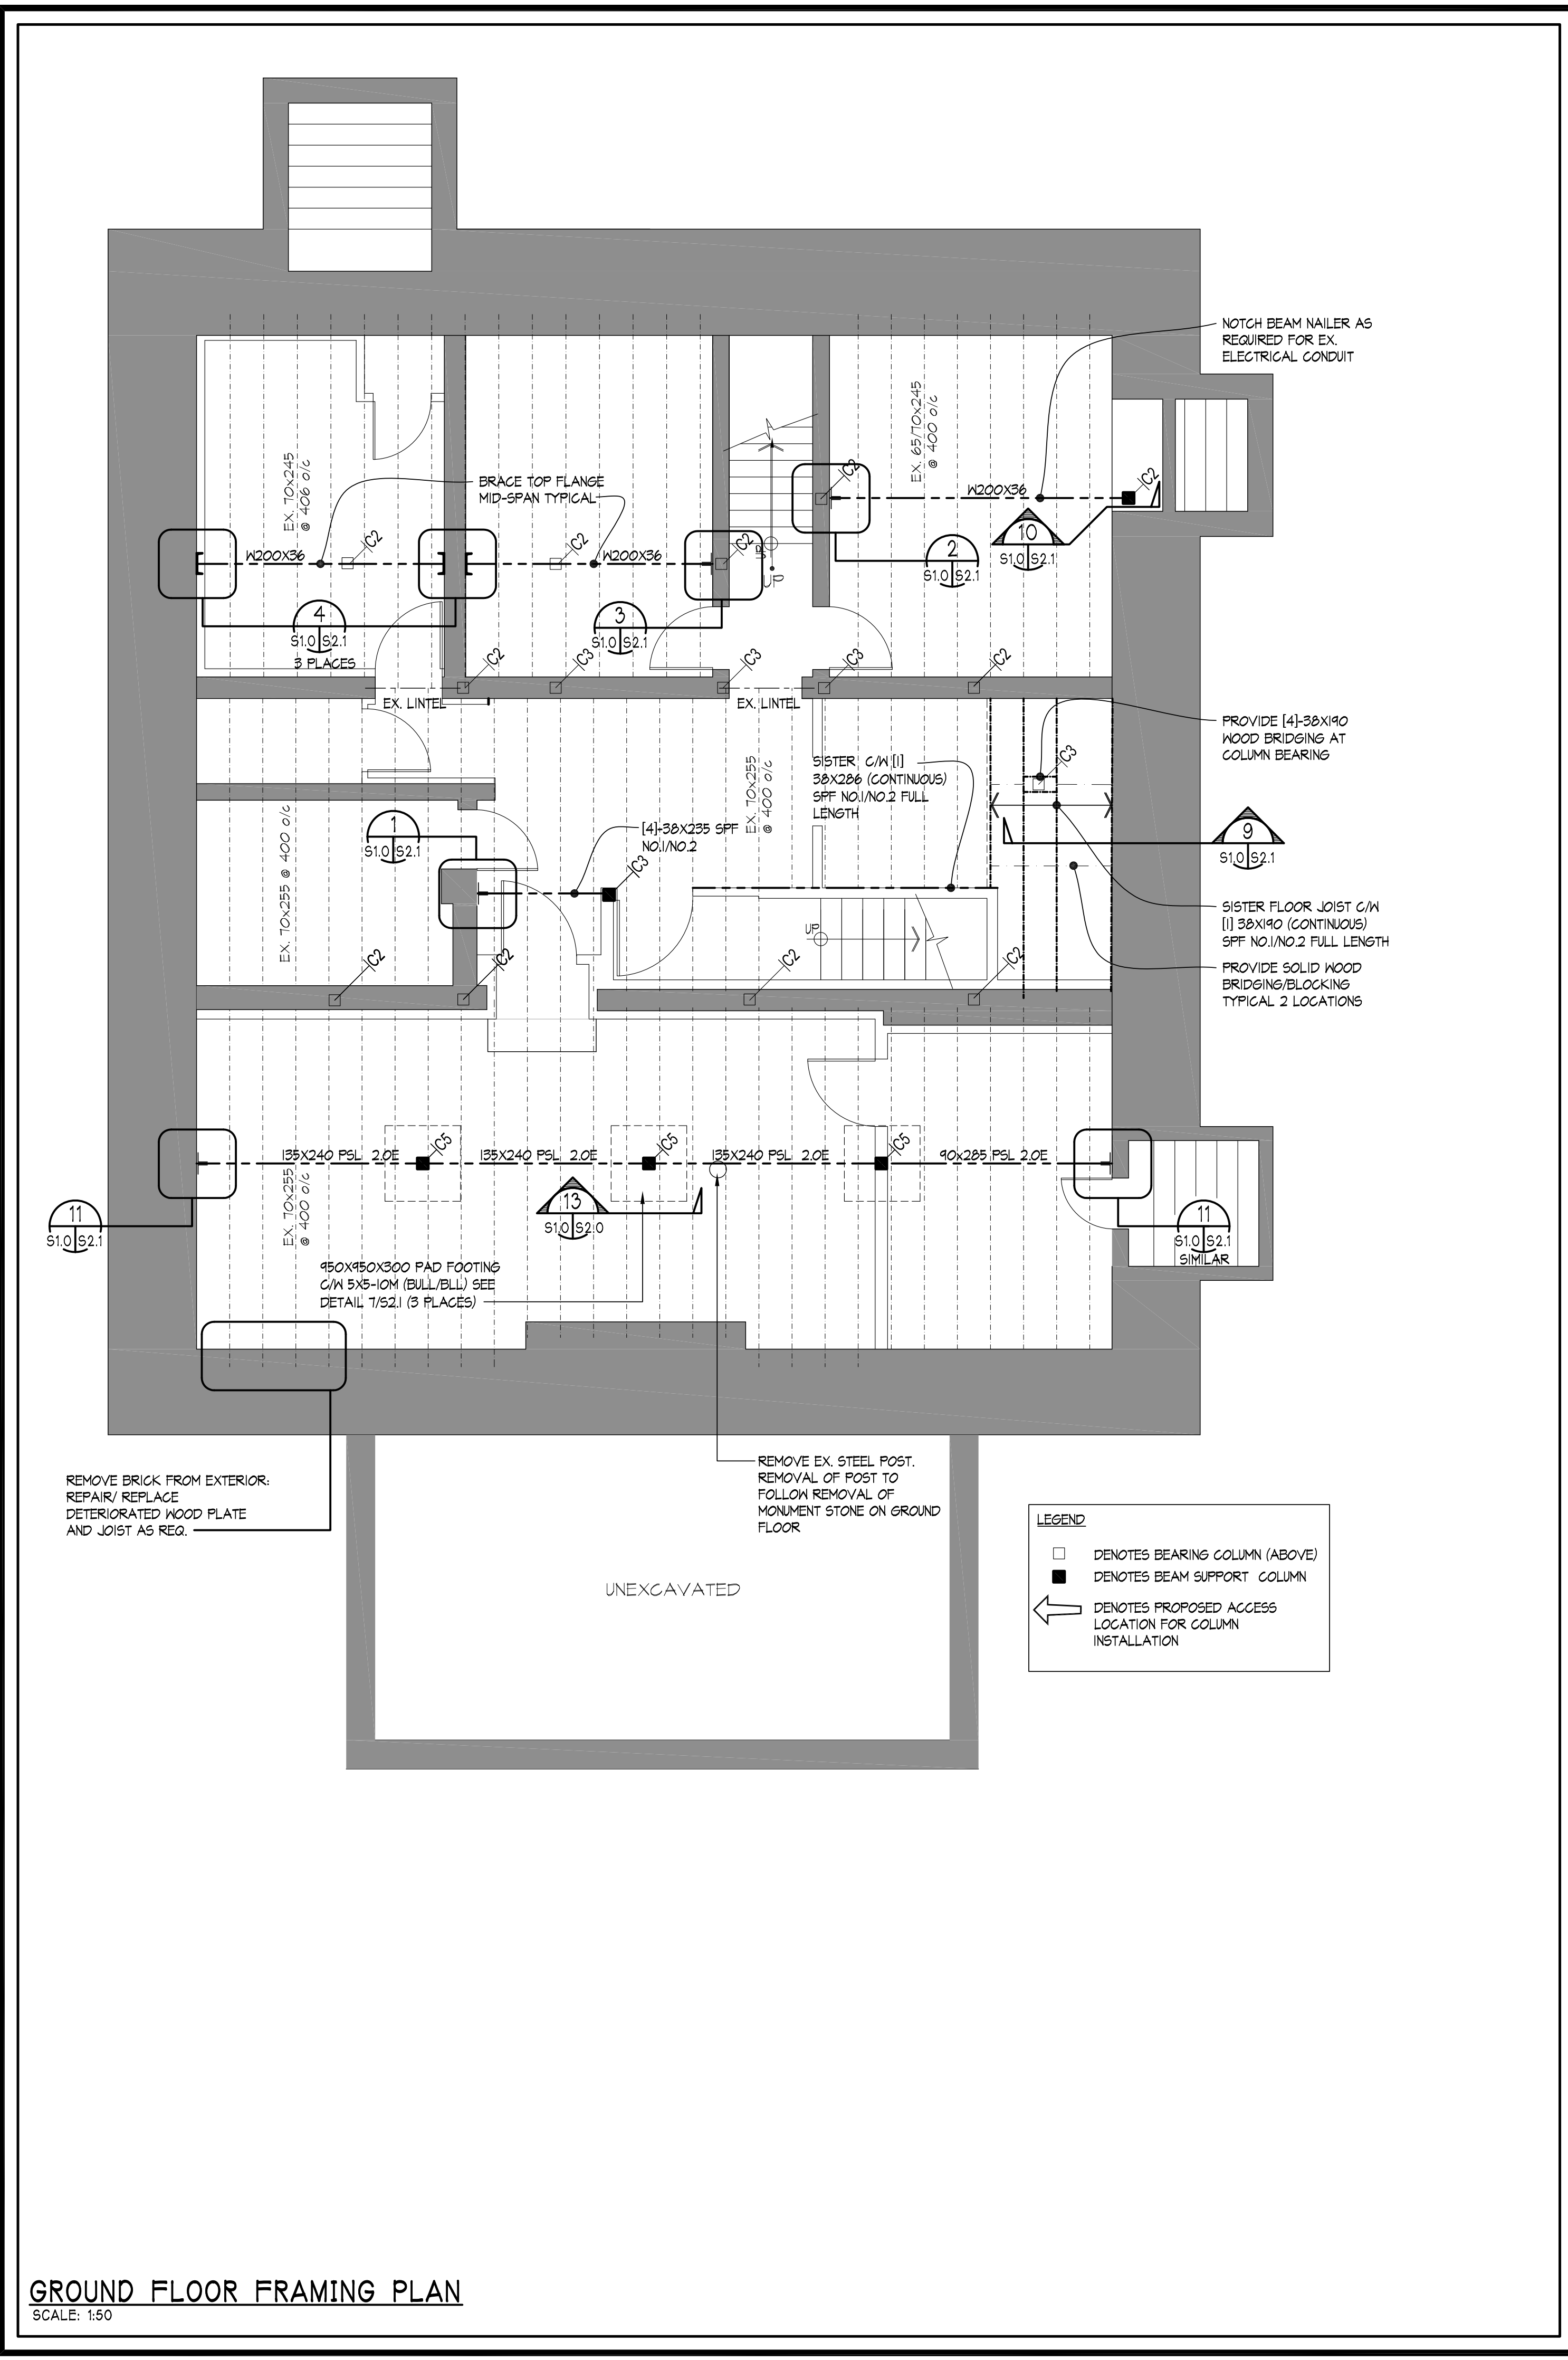 NOTCH BEAM NAILER AS
REQUIRED FOR EX.
ELECTRICAL CONDUIT
EX. 70x245
@ 406 o/c
BRACE TOP FLANGE
MID-SPAN TYPICAL
EX. 65/70x245
@ 400 o/c
C2
W200X36
C2
10
S1.0 S2.1
2
S1.0 S2.1
W200X36
C2
C2
W200X36
C2
UP
UP
4
S1.0 S2.1
3 PLACES
3
S1.0 S2.1
C2
C3
C3
C3
C2
EX. LINTEL
EX. LINTEL
PROVIDE [4]-38X190
WOOD BRIDGING AT
COLUMN BEARING
C3
SISTER C/W [1]
38X286 (CONTINUOUS)
SPF NO.1/NO.2 FULL
LENGTH
EX. 70x255
@ 400 o/c
EX. 70x255 @ 400 o/c
1
S1.0 S2.1
[4]-38X235 SPF
NO.1/NO.2
C3
9
S1.0 S2.1
SISTER FLOOR JOIST C/W
[1] 38X190 (CONTINUOUS)
SPF NO.1/NO.2 FULL LENGTH
UP
C2
C2
C2
PROVIDE SOLID WOOD
BRIDGING/BLOCKING
TYPICAL 2 LOCATIONS
135X240 PSL 2.0E
C5
135X240 PSL 2.0E
C5
135X240 PSL 2.0E
C5
90x285 PSL 2.0E
EX. 70x255
@ 400 o/c
11
S1.0 S2.1
13
S1.0 S2.0
11
S1.0 S2.1
SIMILAR
950X950X300 PAD FOOTING
C/W 5X5-10M (BULL/BLL) SEE
DETAIL 7/S2.1 (3 PLACES)
REMOVE BRICK FROM EXTERIOR:
REPAIR/ REPLACE
DETERIORATED WOOD PLATE
AND JOIST AS REQ.
REMOVE EX. STEEL POST.
REMOVAL OF POST TO
FOLLOW REMOVAL OF
MONUMENT STONE ON GROUND
FLOOR
UNEXCAVATED
LEGEND
DENOTES BEARING COLUMN (ABOVE)
DENOTES BEAM SUPPORT COLUMN
DENOTES PROPOSED ACCESS
LOCATION FOR COLUMN
INSTALLATION
GROUND FLOOR FRAMING PLAN
SCALE: 1:50